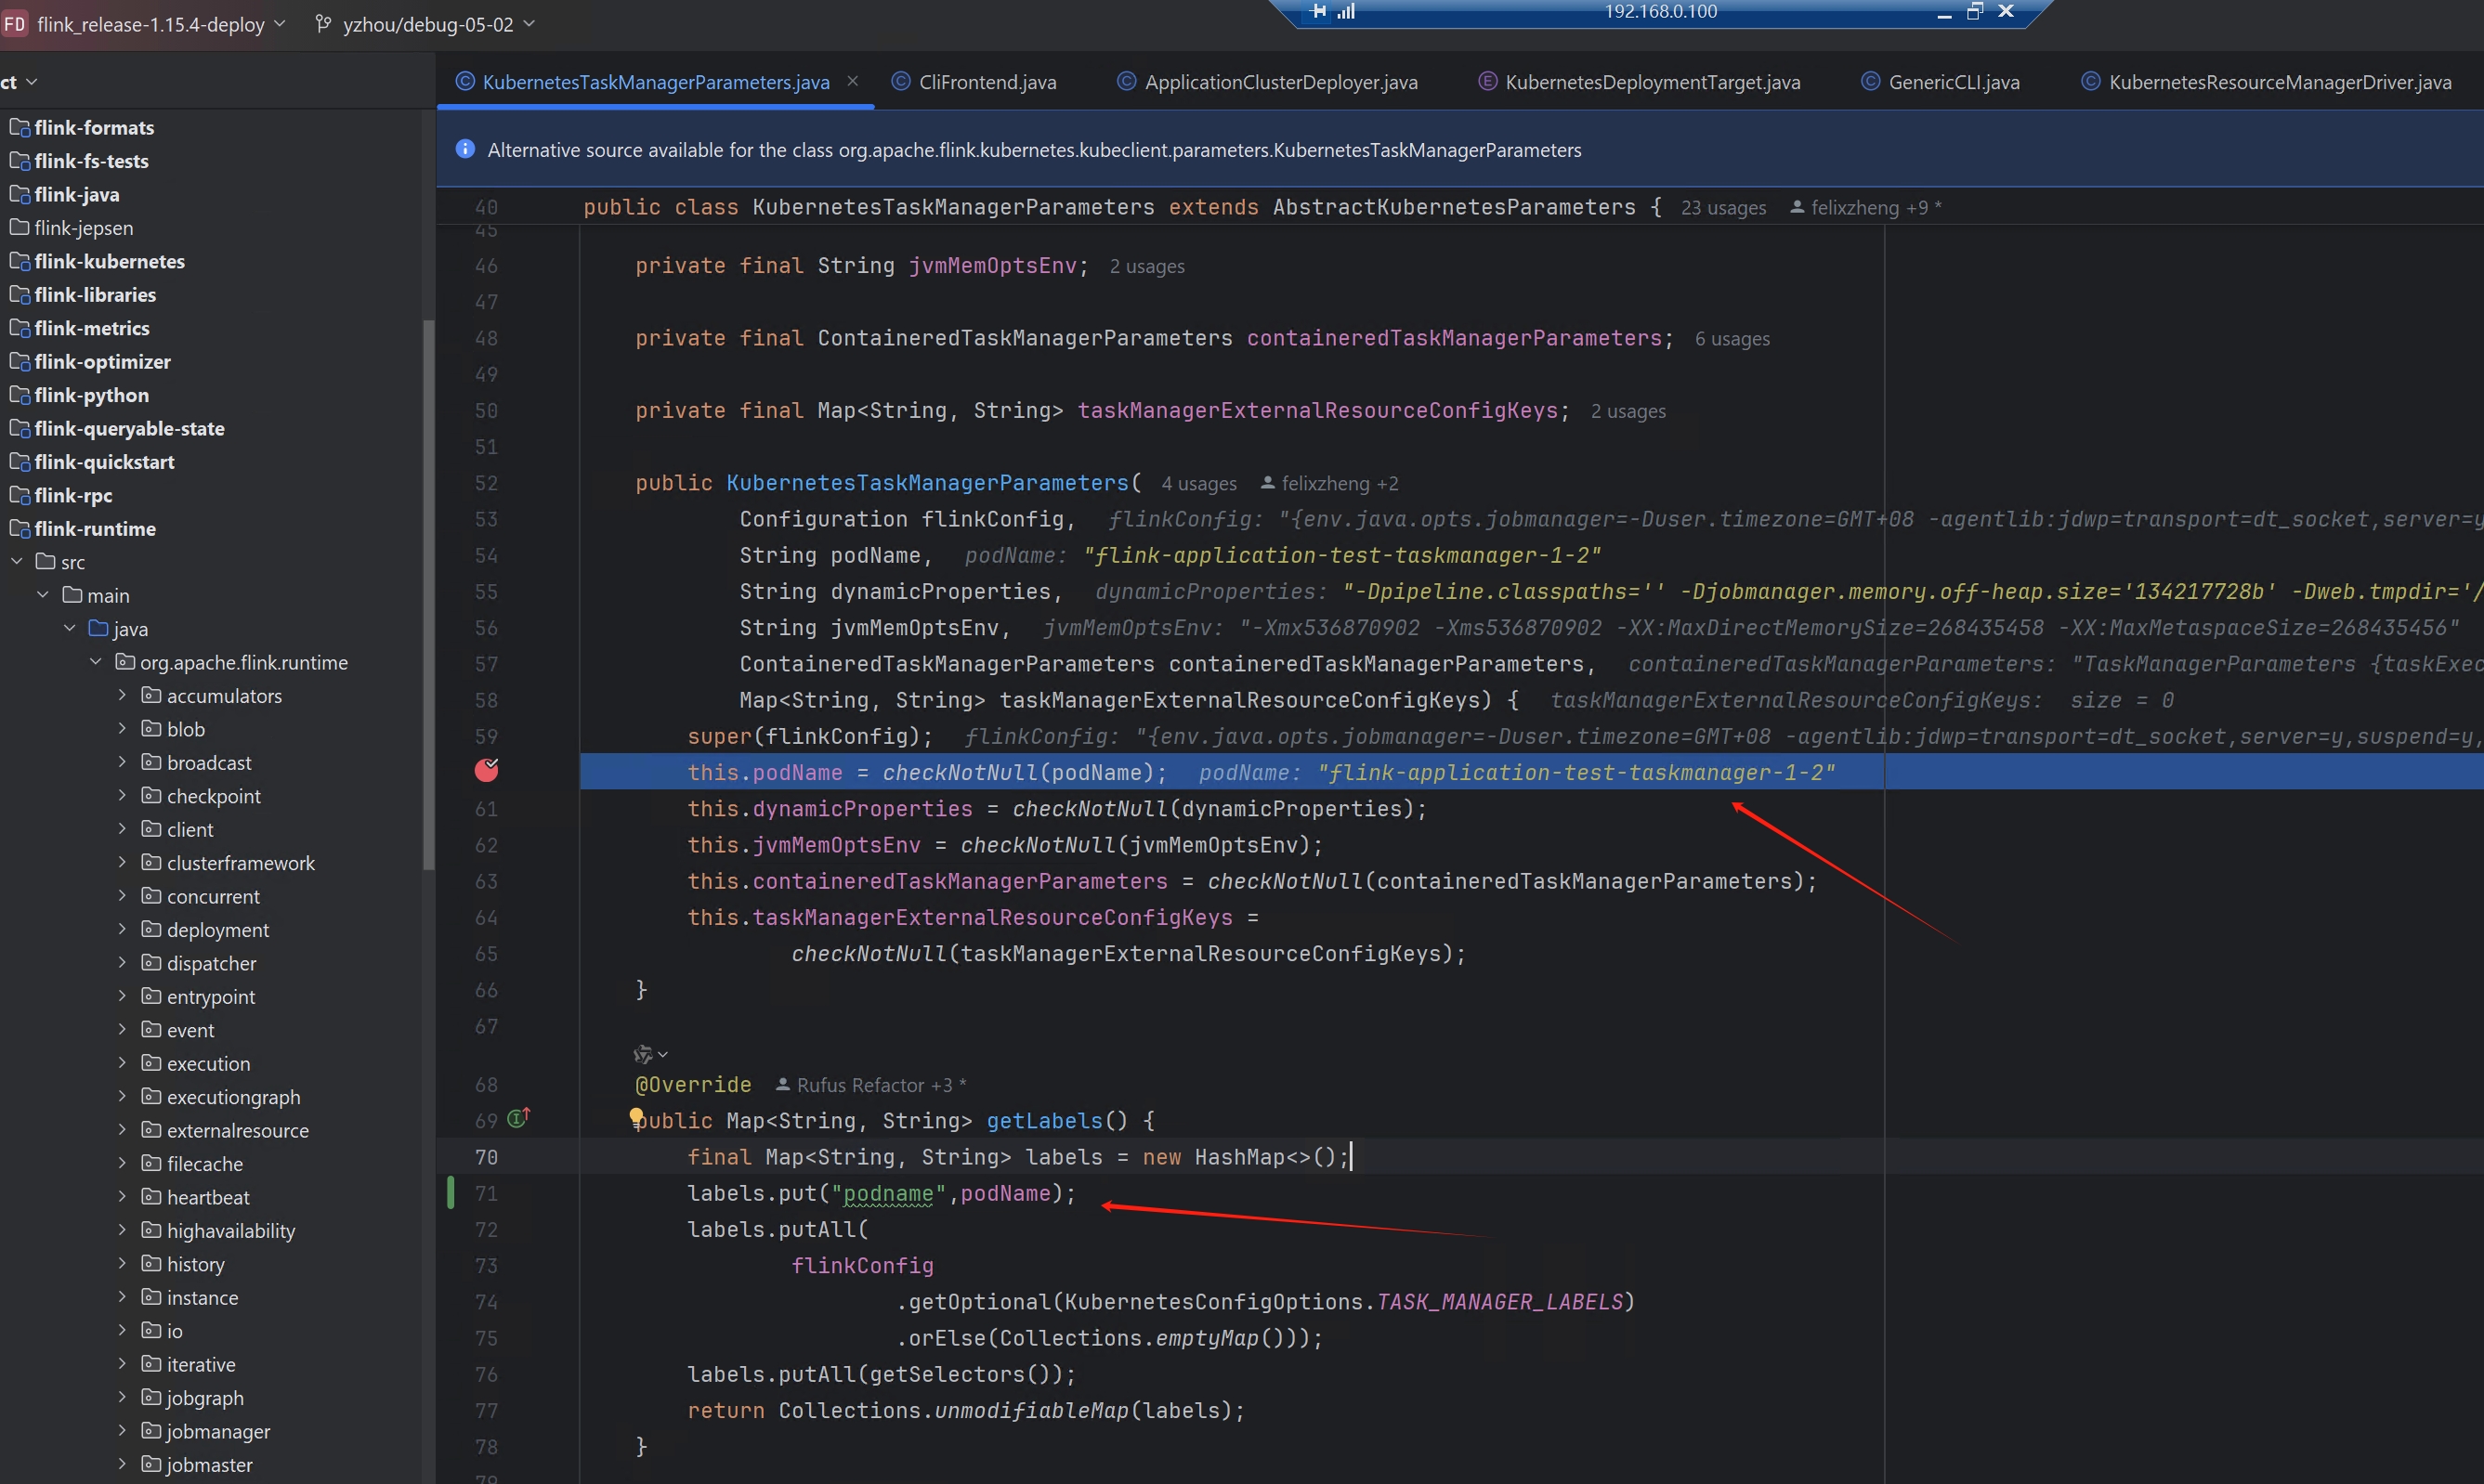 FD flink_release-1.15.4-deploy yzhou/debug-05-02
192.168.0.100
ct
KubernetesTaskManagerParameters.java CliFrontend.java ApplicationClusterDeployer.java KubernetesDeploymentTarget.java GenericCLI.java KubernetesResourceManagerDriver.java
flink-formats
flink-fs-tests
flink-java
flink-jepsen
flink-kubernetes
flink-libraries
flink-metrics
flink-optimizer
flink-python
flink-queryable-state
flink-quickstart
flink-rpc
flink-runtime
src
main
java
org.apache.flink.runtime
accumulators
blob
broadcast
checkpoint
client
clusterframework
concurrent
deployment
dispatcher
entrypoint
event
execution
executiongraph
externalresource
filecache
heartbeat
highavailability
history
instance
io
iterative
jobgraph
jobmanager
jobmaster
Alternative source available for the class org.apache.flink.kubernetes.kubeclient.parameters.KubernetesTaskManagerParameters
40 public class KubernetesTaskManagerParameters extends AbstractKubernetesParameters { 23 usages felixzheng +9 *
45
46 private final String jvmMemOptsEnv; 2 usages
47
48 private final ContaineredTaskManagerParameters containeredTaskManagerParameters; 6 usages
49
50 private final Map<String, String> taskManagerExternalResourceConfigKeys; 2 usages
51
52 public KubernetesTaskManagerParameters( 4 usages felixzheng +2
53 Configuration flinkConfig, flinkConfig: "{env.java.opts.jobmanager=-Duser.timezone=GMT+08 -agentlib:jdwp=transport=dt_socket,server=y
54 String podName, podName: "flink-application-test-taskmanager-1-2"
55 String dynamicProperties, dynamicProperties: "-Dpipeline.classpaths='' -Djobmanager.memory.off-heap.size='134217728b' -Dweb.tmpdir='/
56 String jvmMemOptsEnv, jvmMemOptsEnv: "-Xmx536870902 -Xms536870902 -XX:MaxDirectMemorySize=268435458 -XX:MaxMetaspaceSize=268435456"
57 ContaineredTaskManagerParameters containeredTaskManagerParameters, containeredTaskManagerParameters: "TaskManagerParameters {taskExec
58 Map<String, String> taskManagerExternalResourceConfigKeys) { taskManagerExternalResourceConfigKeys: size = 0
59 super(flinkConfig); flinkConfig: "{env.java.opts.jobmanager=-Duser.timezone=GMT+08 -agentlib:jdwp=transport=dt_socket,server=y,suspend=y,
this.podName = checkNotNull(podName); podName: "flink-application-test-taskmanager-1-2"
61 this.dynamicProperties = checkNotNull(dynamicProperties);
62 this.jvmMemOptsEnv = checkNotNull(jvmMemOptsEnv);
63 this.containeredTaskManagerParameters = checkNotNull(containeredTaskManagerParameters);
64 this.taskManagerExternalResourceConfigKeys =
65 checkNotNull(taskManagerExternalResourceConfigKeys);
66 }
67
68 @Override Rufus Refactor +3 *
69 public Map<String, String> getLabels() {
70 final Map<String, String> labels = new HashMap<>();
71 labels.put("podname",podName);
72 labels.putAll(
73 flinkConfig
74 .getOptional(KubernetesConfigOptions.TASK_MANAGER_LABELS)
75 .orElse(Collections.emptyMap()));
76 labels.putAll(getSelectors());
77 return Collections.unmodifiableMap(labels);
78 }
79